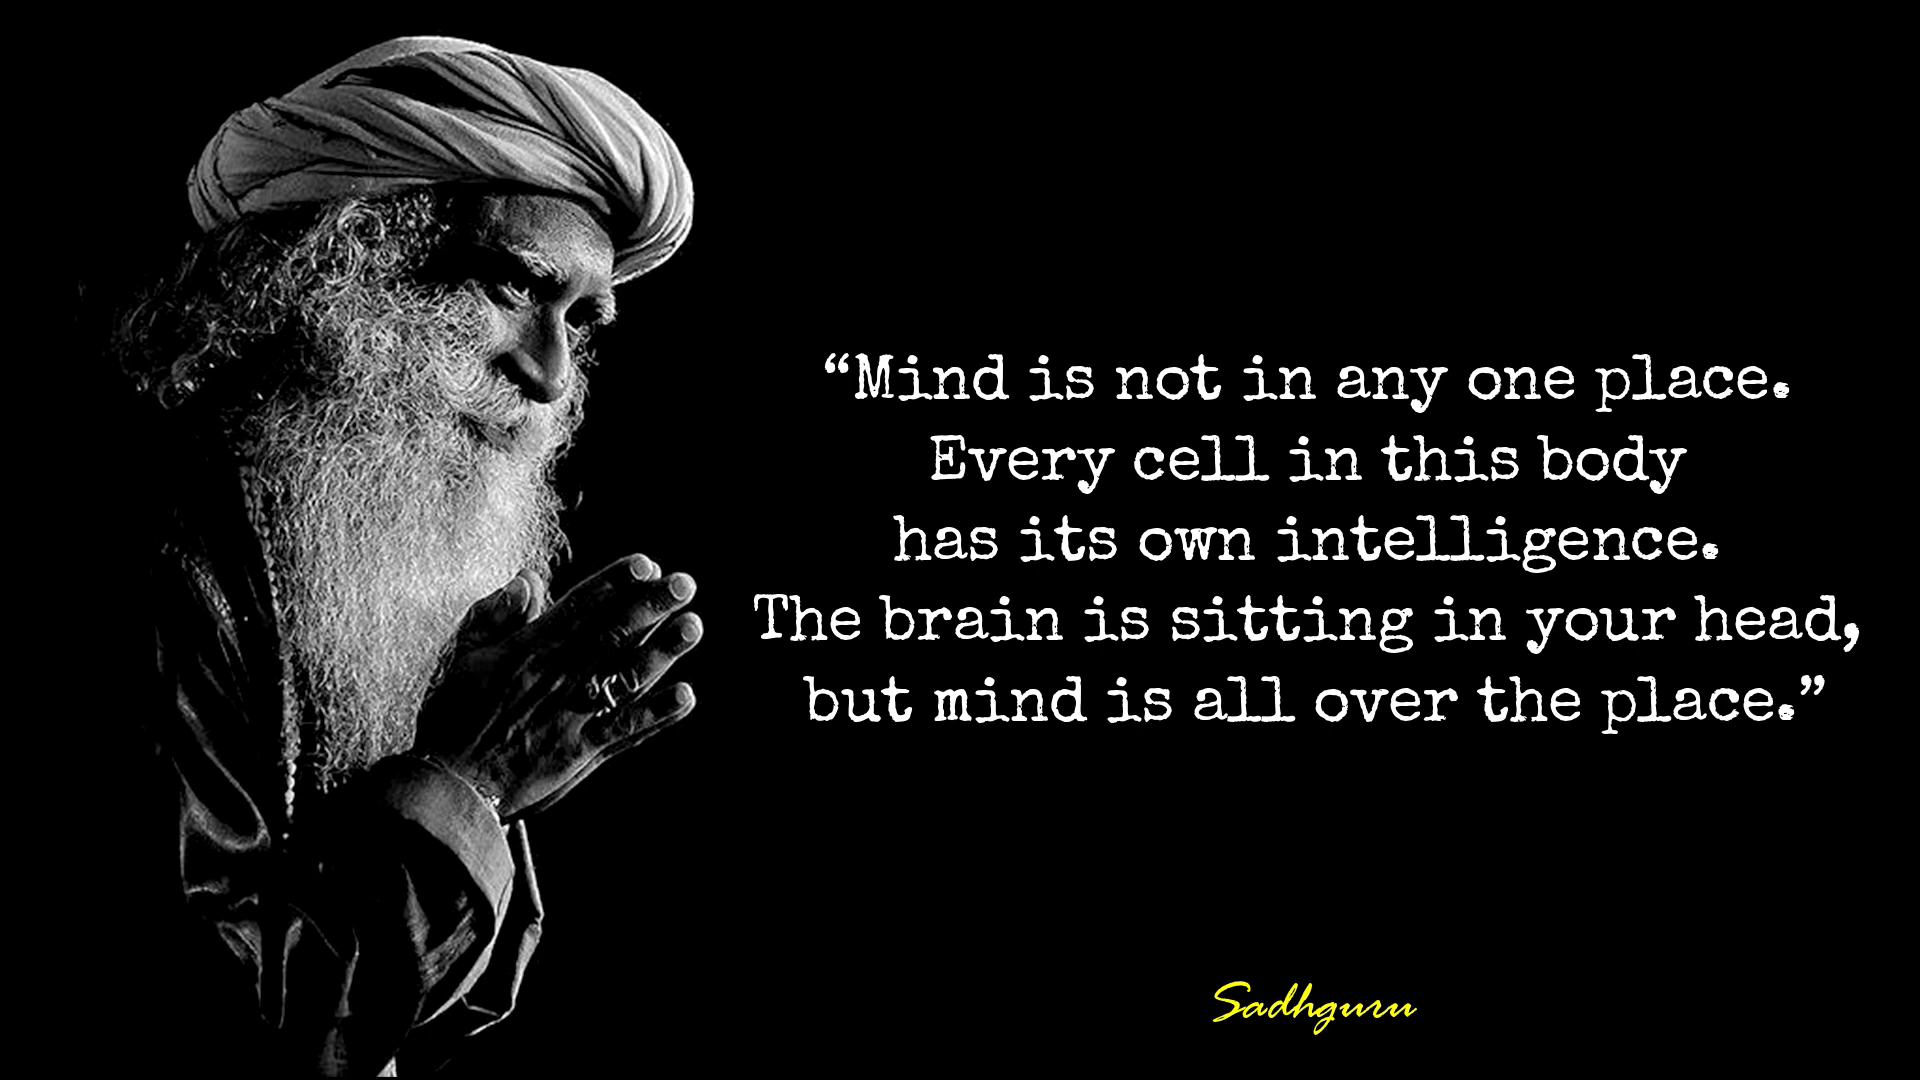 “Mind is not in any one place.
Every cell in this body
has its own intelligence.
The brain is sitting in your head,
but mind is all over the place.”
Sadhguru